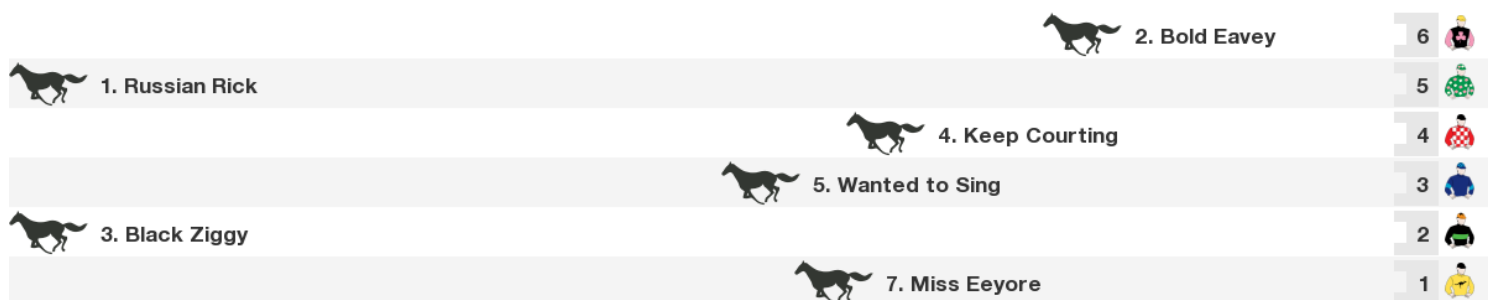 2. Bold Eavey 6
1. Russian Rick 5
4. Keep Courting 4
5. Wanted to Sing 3
3. Black Ziggy 2
7. Miss Eeyore 1